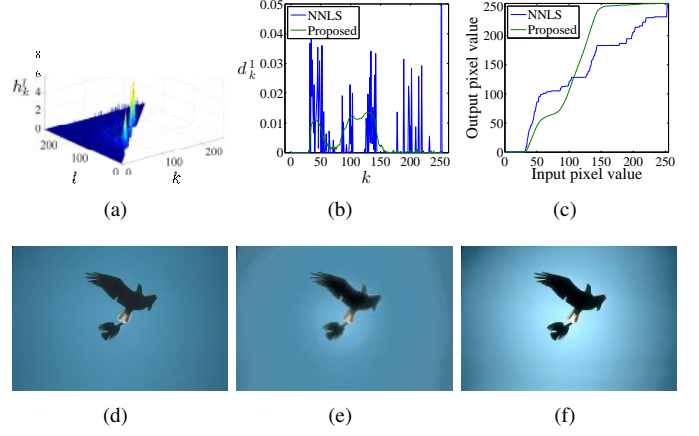 h_k^l
4
2
0
200
100
0 0
100
200
l
k
(a)
NNLS
Proposed
d_k^1
0.05
0.04
0.03
0.02
0.01
0
0 50 100 150 200 250
k
(b)
NNLS
Proposed
Output pixel value
250
200
150
100
50
0
0 50 100 150 200 250
Input pixel value
(c)
(d)
(e)
(f)